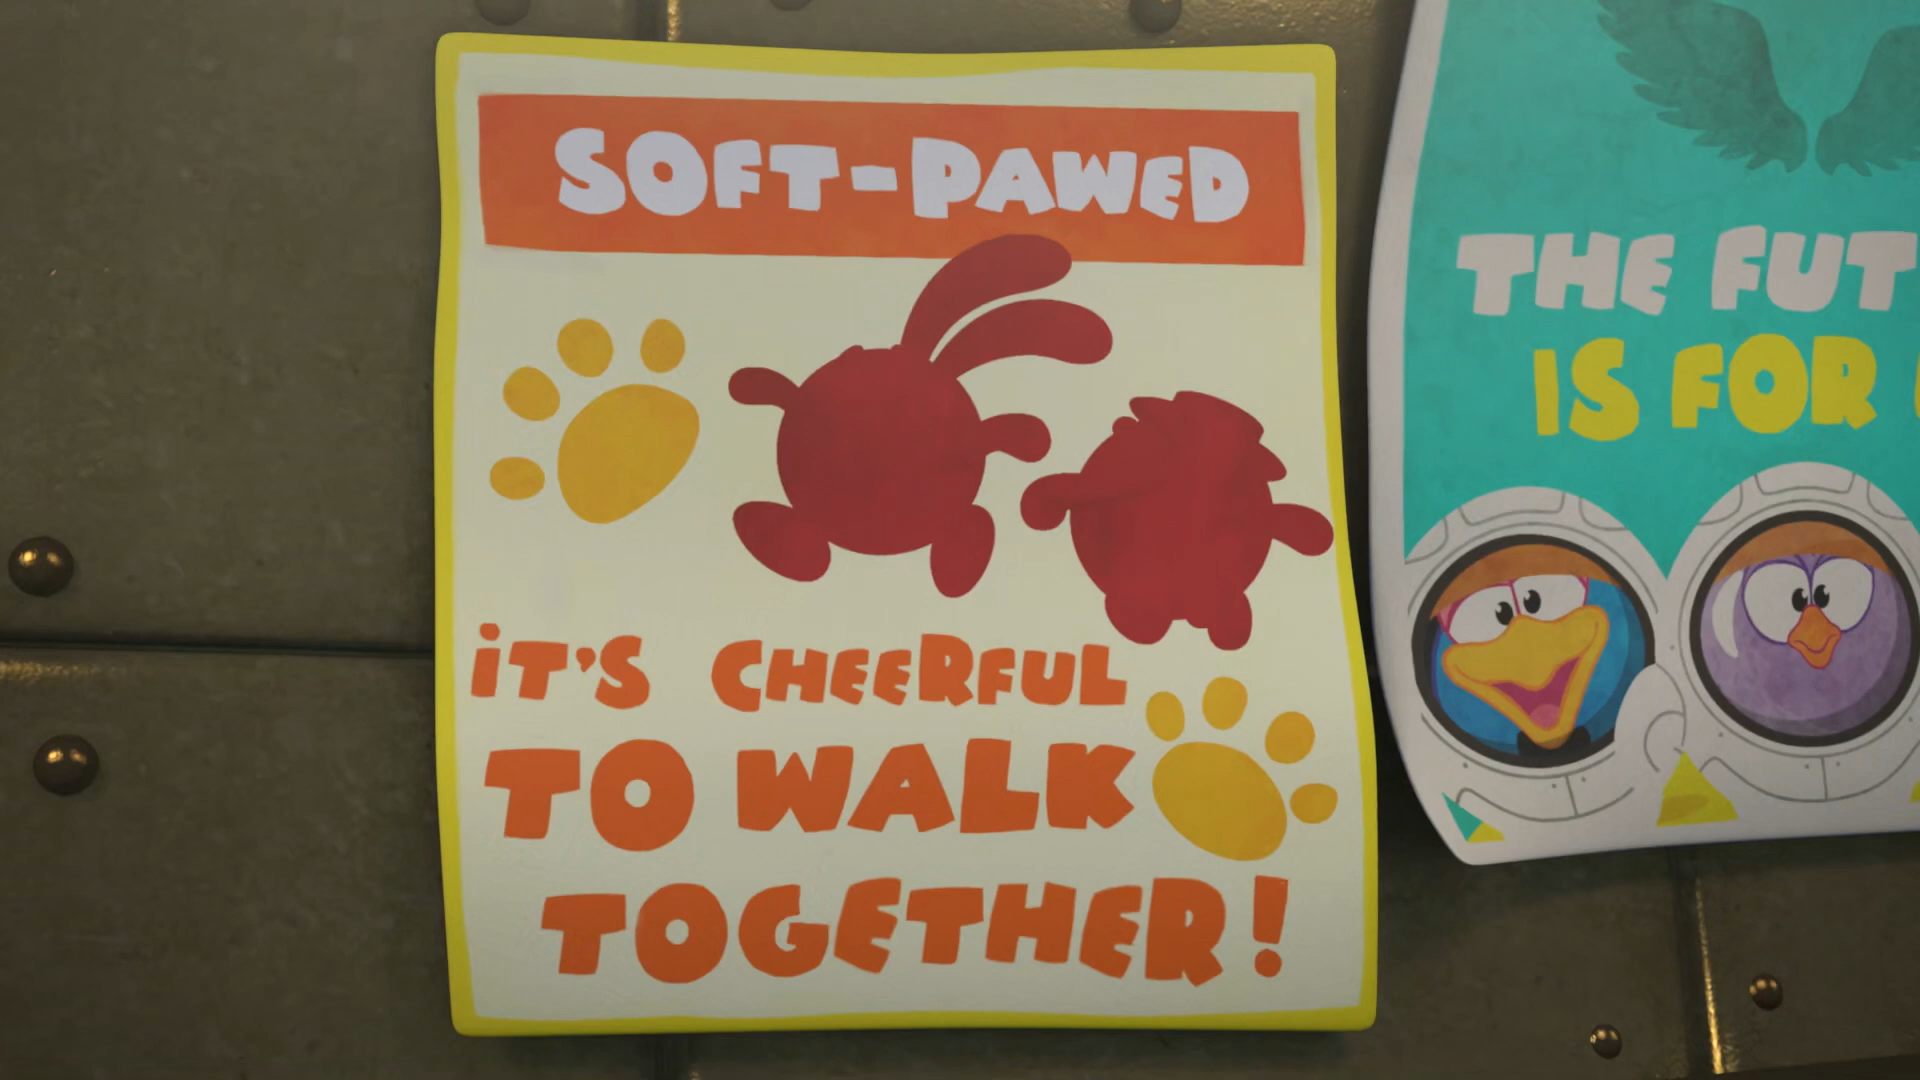 SOFT-PAWED
iT'S CHEERFUL
TO WALK
TOGETHER!
THE FUT
IS FOR